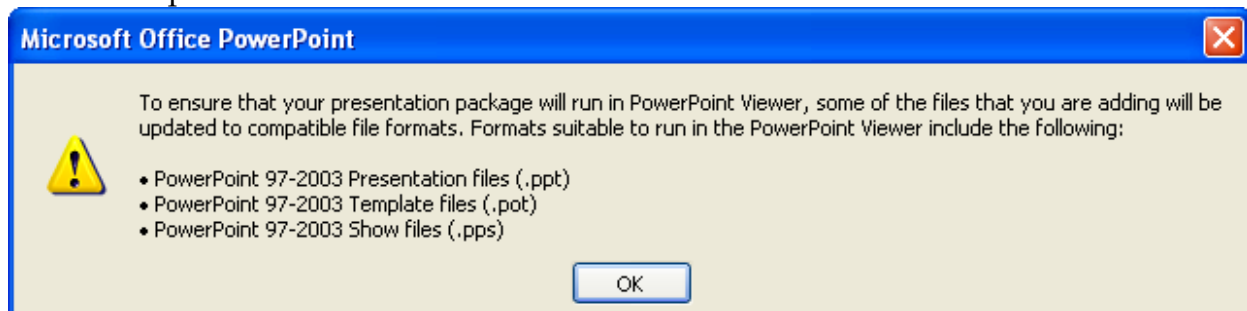 Microsoft Office PowerPoint
To ensure that your presentation package will run in PowerPoint Viewer, some of the files that you are adding will be
updated to compatible file formats. Formats suitable to run in the PowerPoint Viewer include the following:
• PowerPoint 97-2003 Presentation files (.ppt)
• PowerPoint 97-2003 Template files (.pot)
• PowerPoint 97-2003 Show files (.pps)
OK